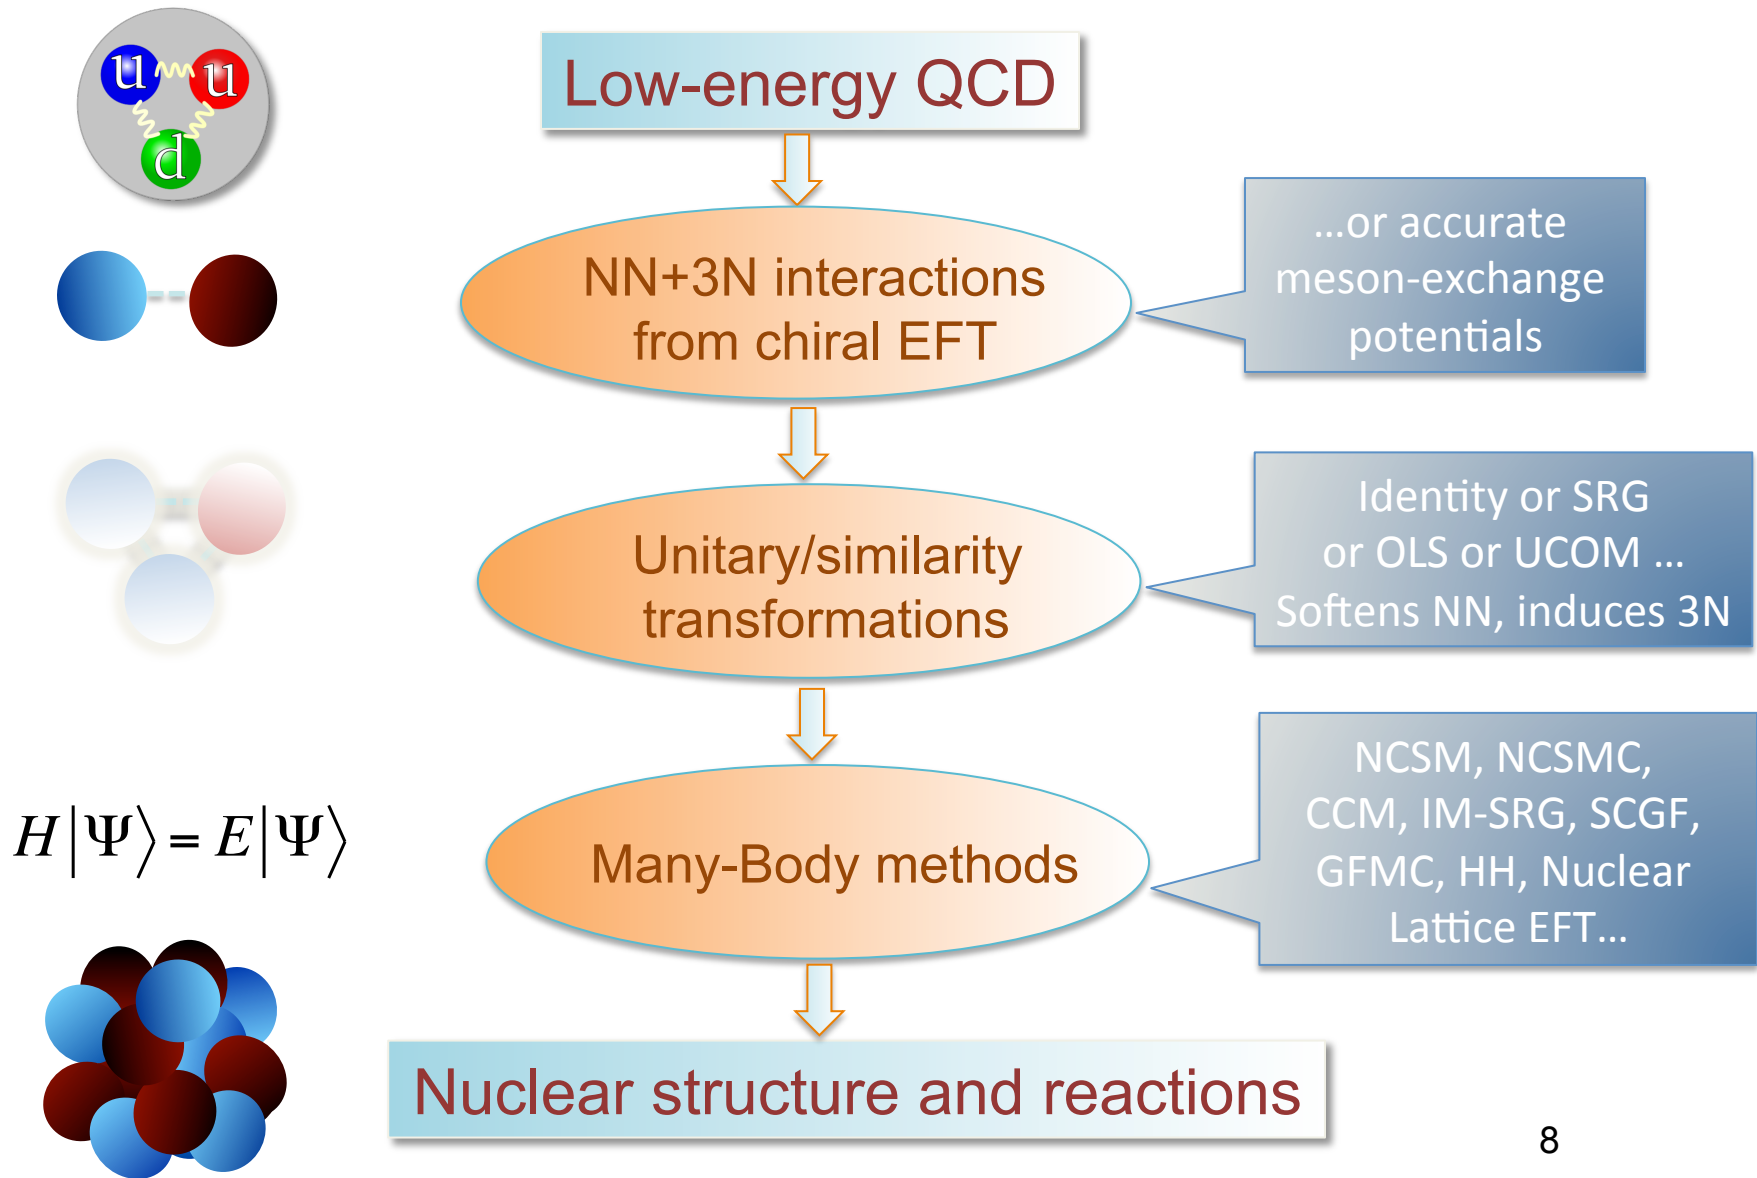 u u
d
Low-energy QCD
NN+3N interactions
from chiral EFT
...or accurate
meson-exchange
potentials
Unitary/similarity
transformations
Identity or SRG
or OLS or UCOM ...
Softens NN, induces 3N
H|Ψ⟩ = E|Ψ⟩
Many-Body methods
NCSM, NCSMC,
CCM, IM-SRG, SCGF,
GFMC, HH, Nuclear
Lattice EFT...
Nuclear structure and reactions
8